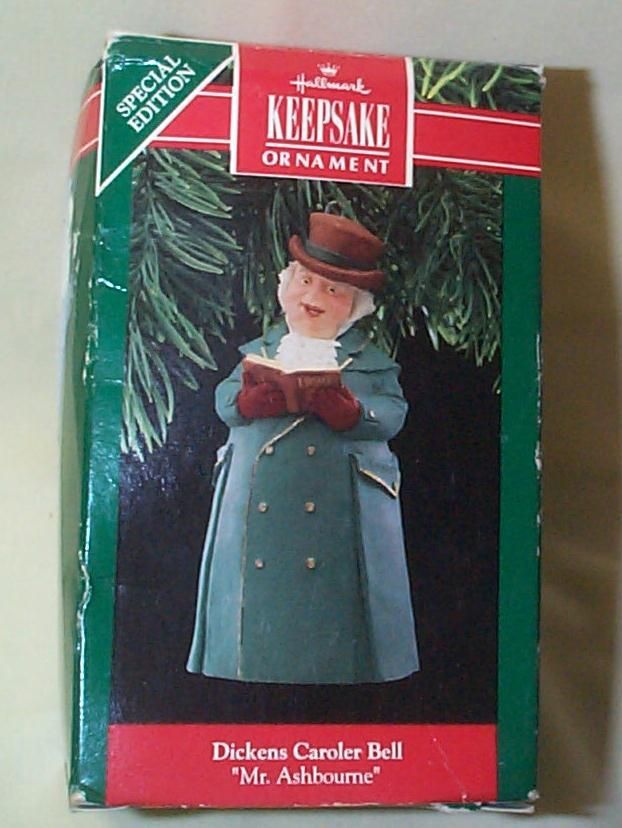 SPECIAL
EDITION
Hallmark
KEEPSAKE
ORNAMENT
Dickens Caroler Bell
"Mr. Ashbourne"